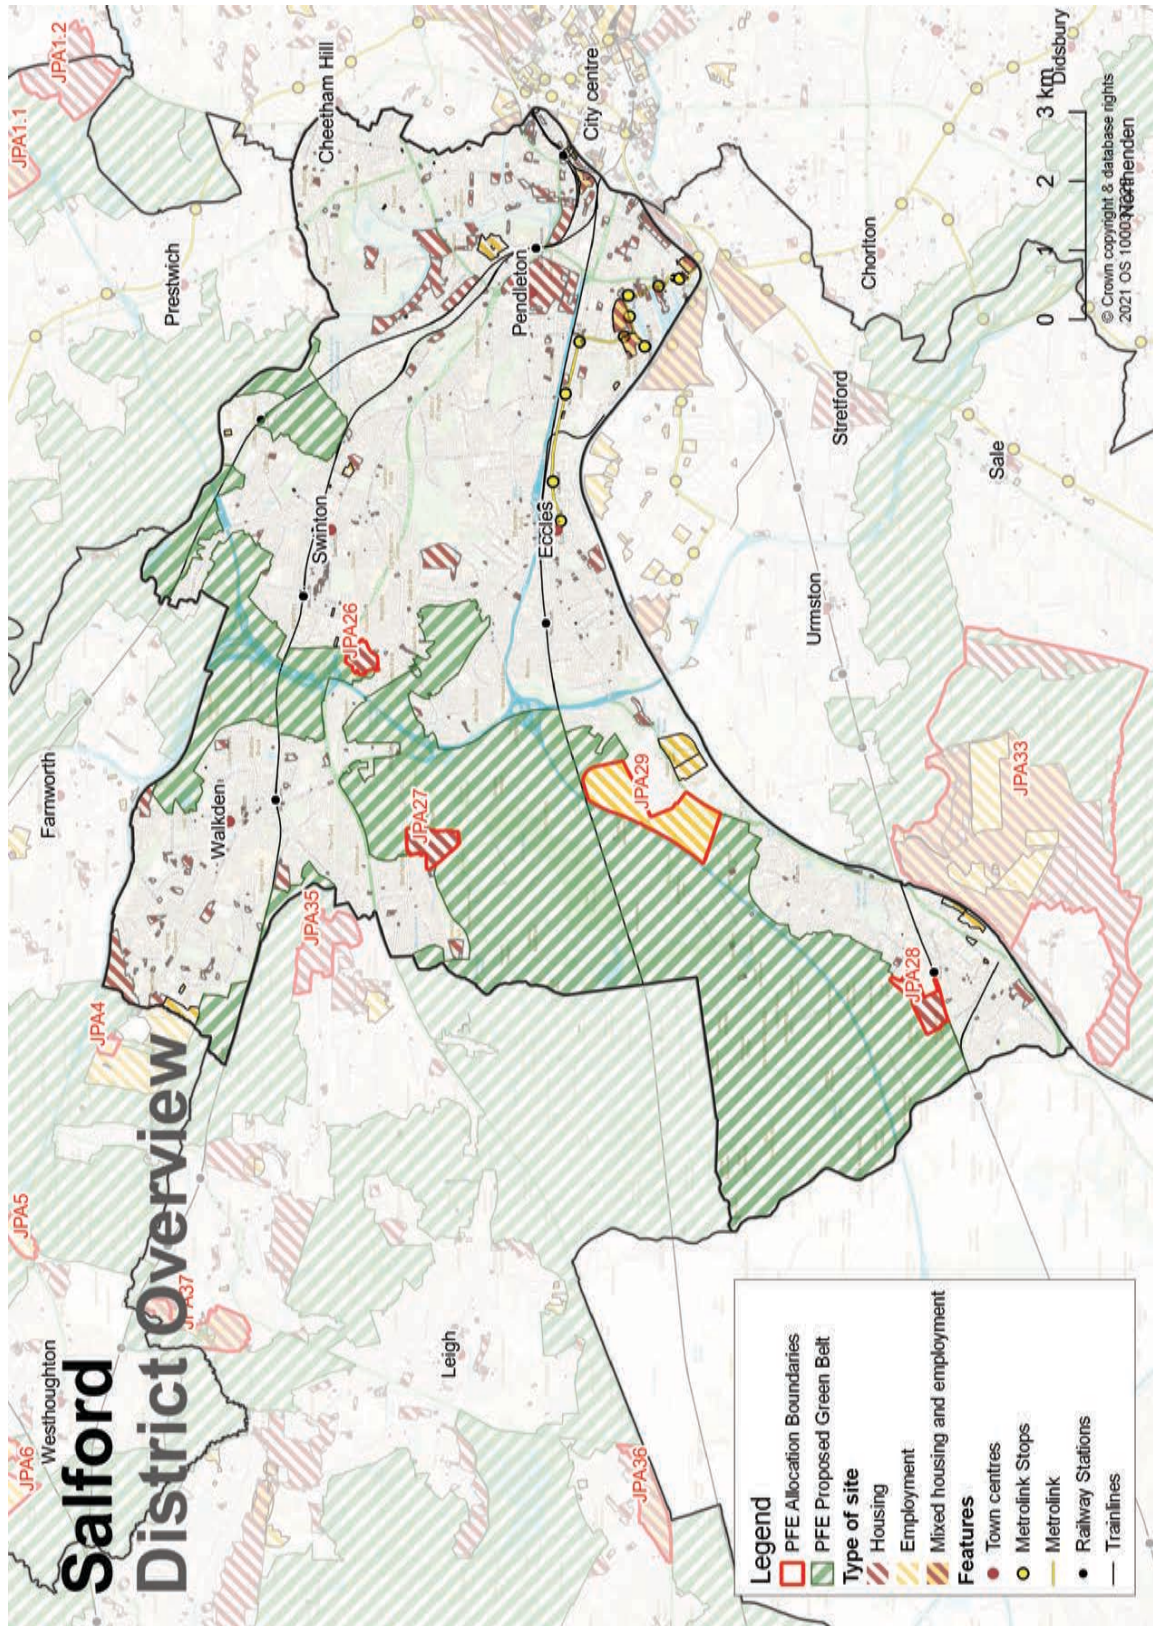 Salford
District Overview
JPA6
Westhoughton
JPA5
JPA37
JPA4
Farnworth
JPA1.1
JPA1.2
Prestwich
Cheetham Hill
Walkden
JPA35
Swinton
JPA26
Leigh
JPA27
Pendleton
City centre
Eccles
JPA36
JPA29
JPA28
Urmston
Stretford
Chorlton
JPA33
Sale
Didsbury
Northenden
Legend
PFE Allocation Boundaries
PFE Proposed Green Belt
Type of site
Housing
Employment
Mixed housing and employment
Features
Town centres
Metrolink Stops
Metrolink
Railway Stations
Trainlines
0 1 2 3 km
© Crown copyright & database rights
2021 OS